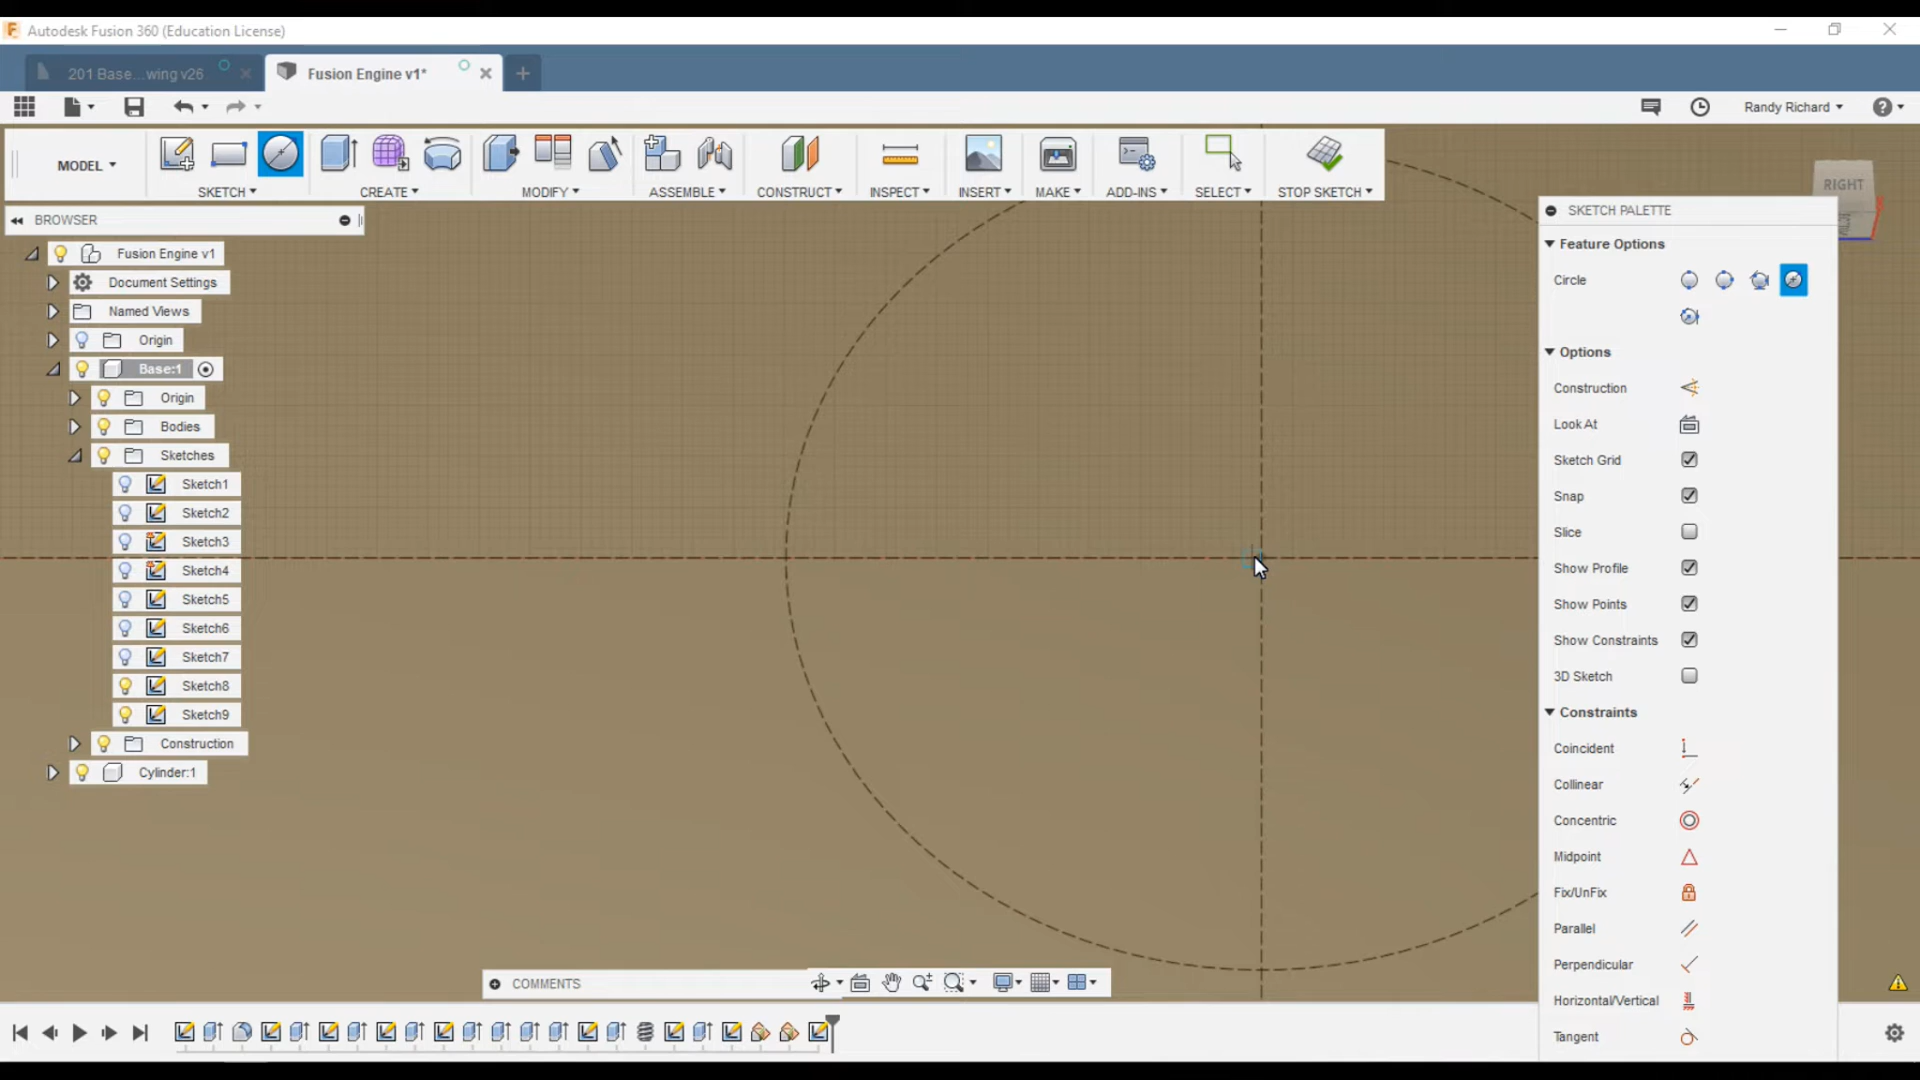 Autodesk Fusion 360 (Education License)
201 Base...wing v26
Fusion Engine v1*
Randy Richard
MODEL
SKETCH
CREATE
MODIFY
ASSEMBLE
CONSTRUCT
INSPECT
INSERT
MAKE
ADD-INS
SELECT
STOP SKETCH
RIGHT
BROWSER
SKETCH PALETTE
Fusion Engine v1
Document Settings
Named Views
Origin
Base:1
Origin
Bodies
Sketches
Sketch1
Sketch2
Sketch3
Sketch4
Sketch5
Sketch6
Sketch7
Sketch8
Sketch9
Construction
Cylinder:1
Feature Options
Circle
Options
Construction
Look At
Sketch Grid
Snap
Slice
Show Profile
Show Points
Show Constraints
3D Sketch
Constraints
Coincident
Collinear
Concentric
Midpoint
Fix/UnFix
Parallel
Perpendicular
Horizontal/Vertical
Tangent
COMMENTS